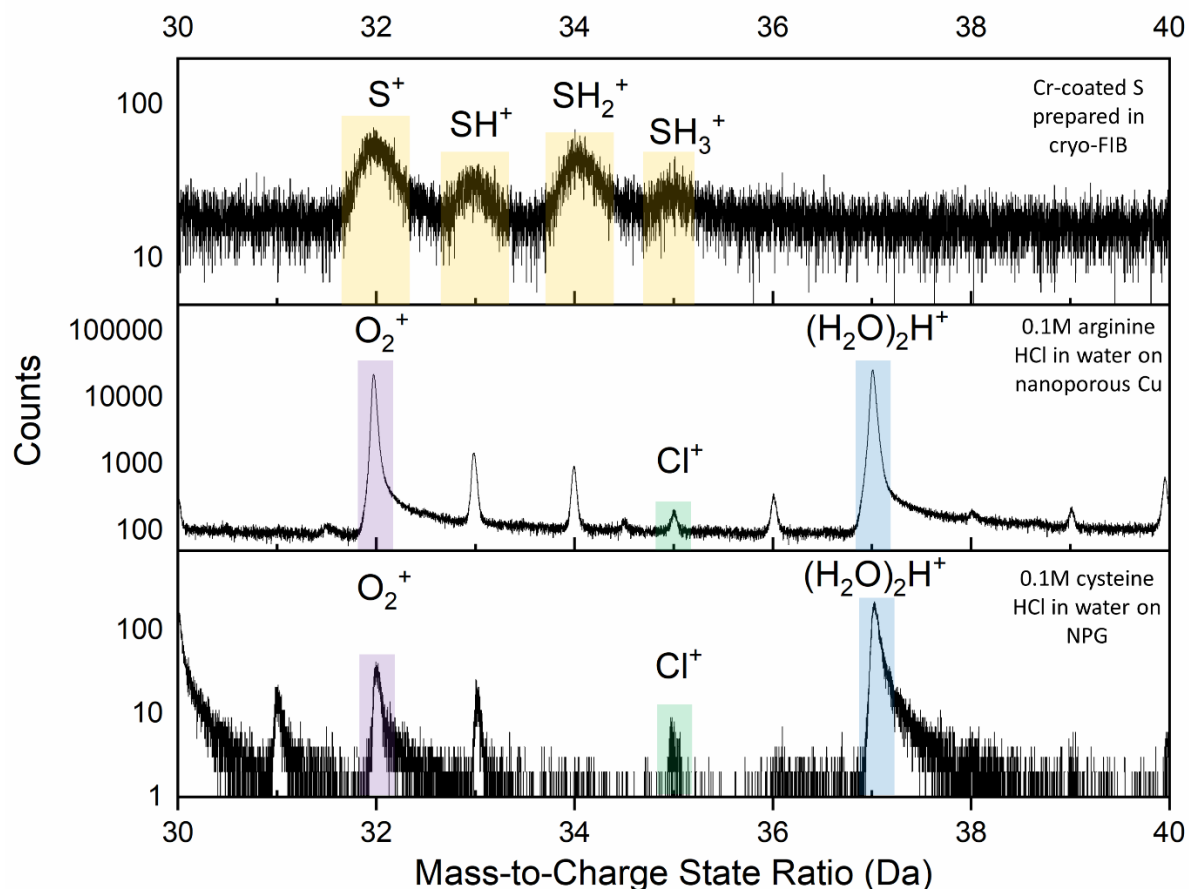 30 32 34 36 38 40
100
10
S⁺
SH⁺
SH₂⁺
SH₃⁺
Cr-coated S
prepared in
cryo-FIB
100000
10000
1000
100
O₂⁺
Cl⁺
(H₂O)₂H⁺
0.1M arginine
HCl in water on
nanoporous Cu
Counts
100
10
1
O₂⁺
Cl⁺
(H₂O)₂H⁺
0.1M cysteine
HCl in water on
NPG
30 32 34 36 38 40
Mass-to-Charge State Ratio (Da)